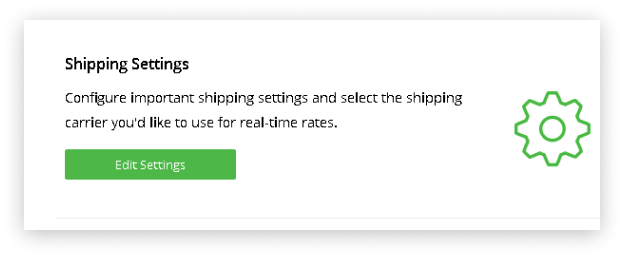 Shipping Settings
Configure important shipping settings and select the shipping
carrier you'd like to use for real-time rates.
Edit Settings